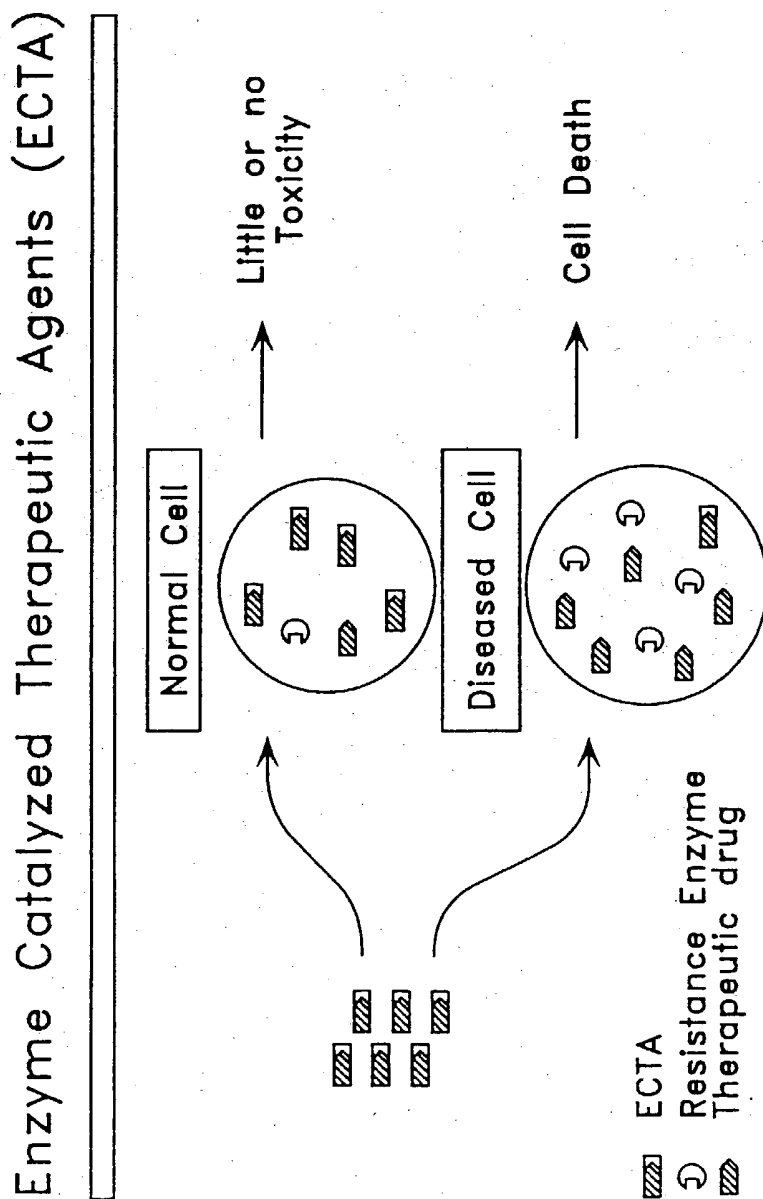 Enzyme Catalyzed Therapeutic Agents (ECTA)
Normal Cell
Little or no
Toxicity
Diseased Cell
Cell Death
ECTA
Resistance Enzyme
Therapeutic drug